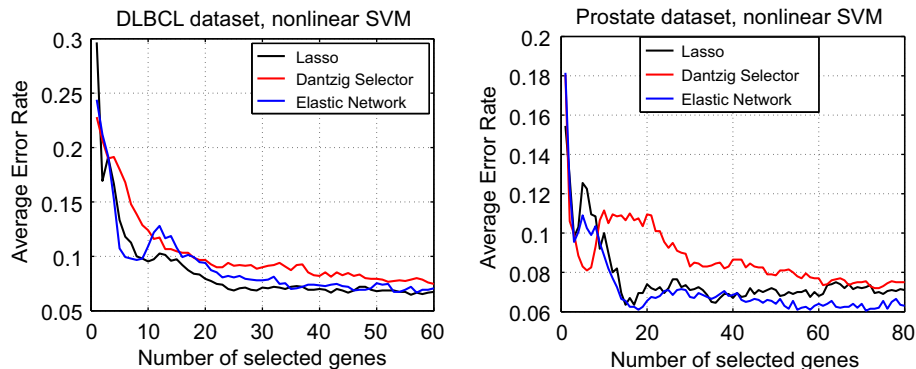 DLBCL dataset, nonlinear SVM
0.3
0.25
0.2
0.15
0.1
0.05
Average Error Rate
Lasso
Dantzig Selector
Elastic Network
0 10 20 30 40 50 60
Number of selected genes
Prostate dataset, nonlinear SVM
0.2
0.18
0.16
0.14
0.12
0.1
0.08
0.06
Average Error Rate
Lasso
Dantzig Selector
Elastic Network
0 20 40 60 80
Number of selected genes